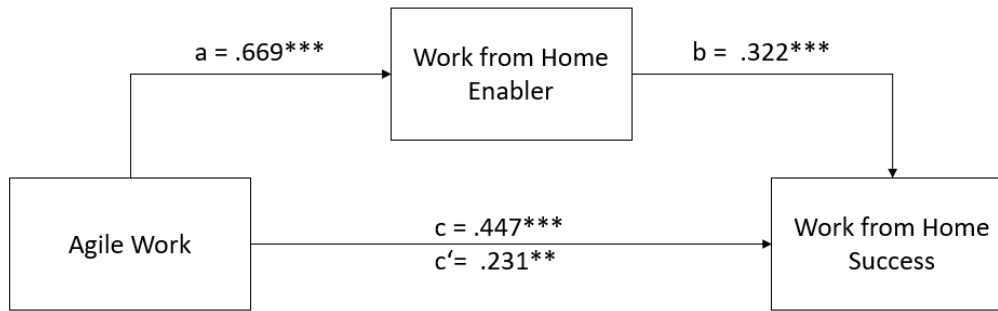 a = .669***
Work from Home
Enabler
b = .322***
Agile Work
c = .447***
c‘= .231**
Work from Home
Success